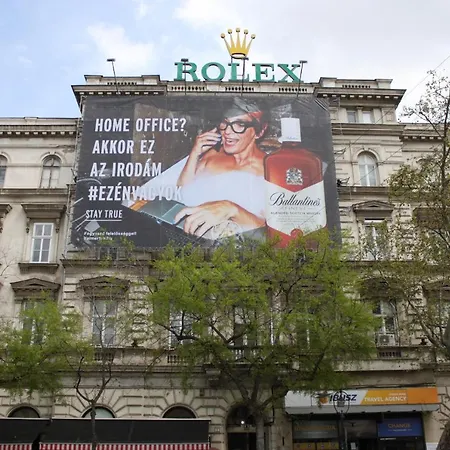 ROLEX
HOME OFFICE?
AKKOR EZ
AZ IRODÁM
#EZÉNVAGYOK
STAY TRUE
Ballantine's
IBUSZ
TRAVEL AGENCY